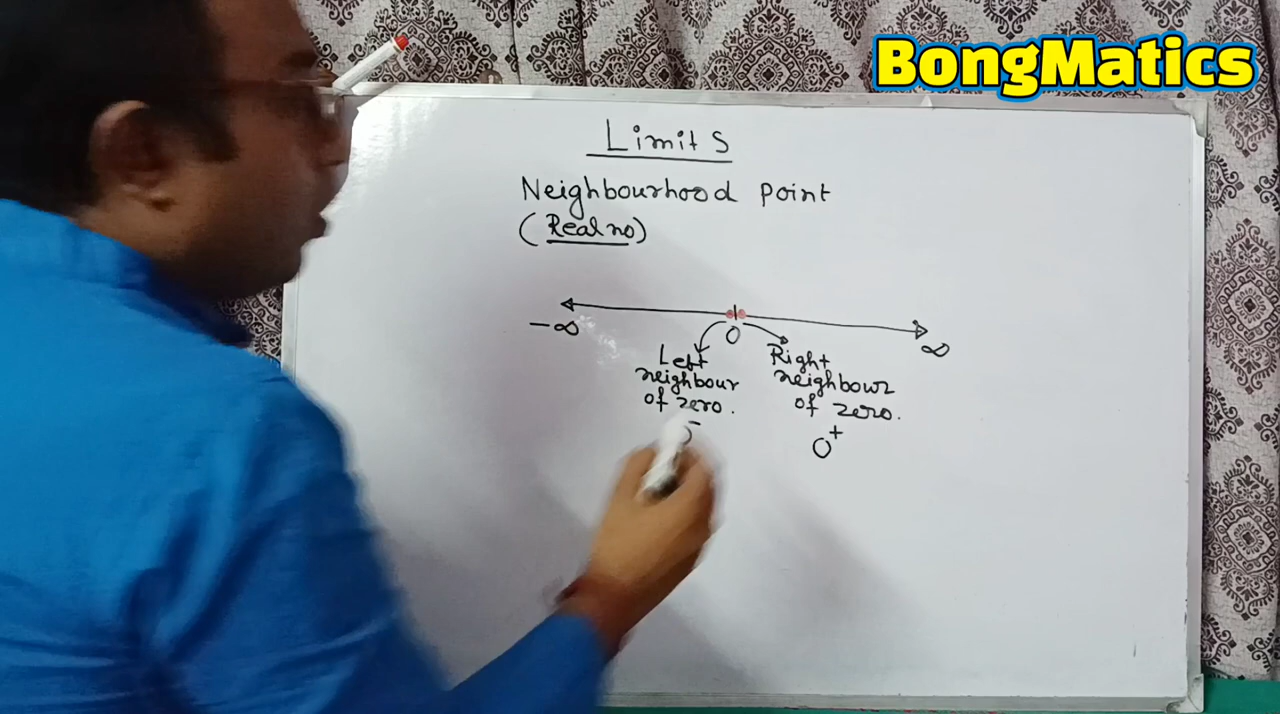 BongMatics
Limits
Neighbourhood Point
(Real no)
-∞ 0 ∞
Left
neighbour
of zero.
Right
neighbour
of zero.
0⁺